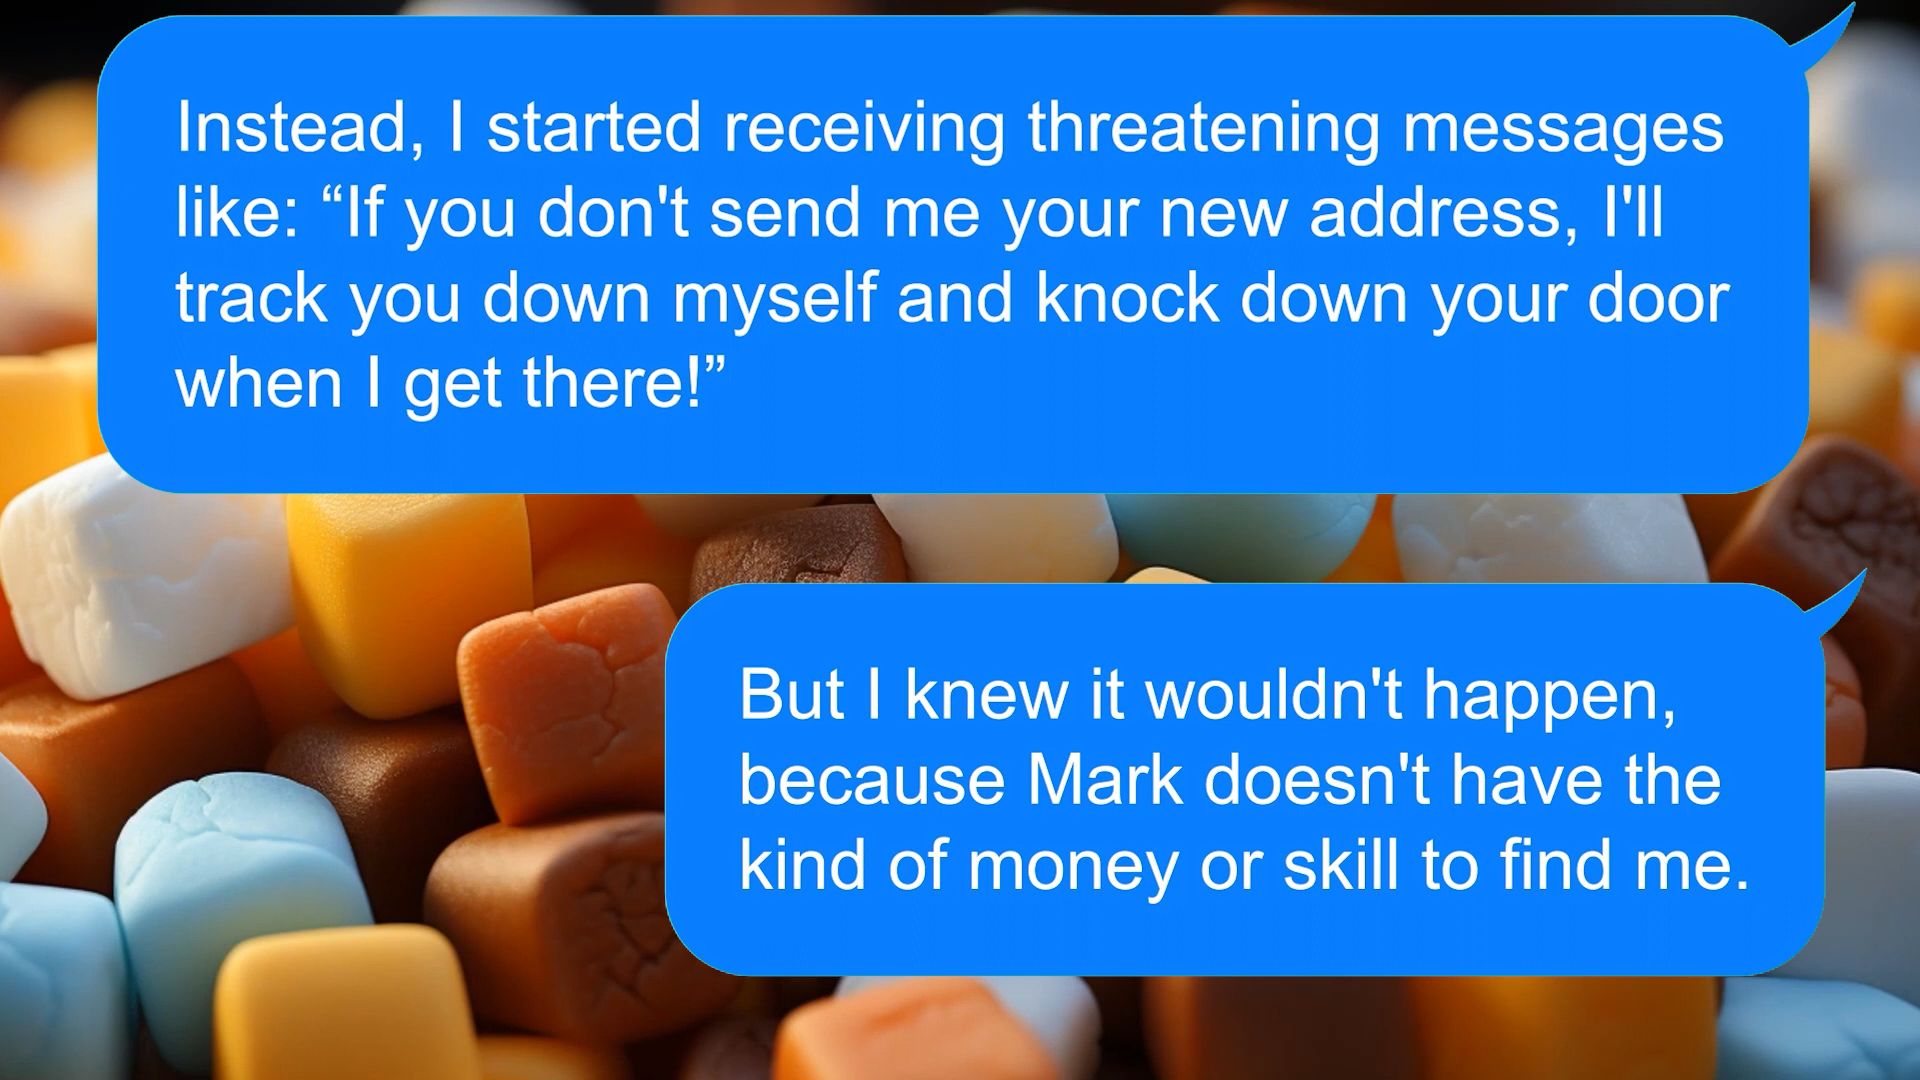 Instead, I started receiving threatening messages
like: “If you don't send me your new address, I'll
track you down myself and knock down your door
when I get there!”
But I knew it wouldn't happen,
because Mark doesn't have the
kind of money or skill to find me.